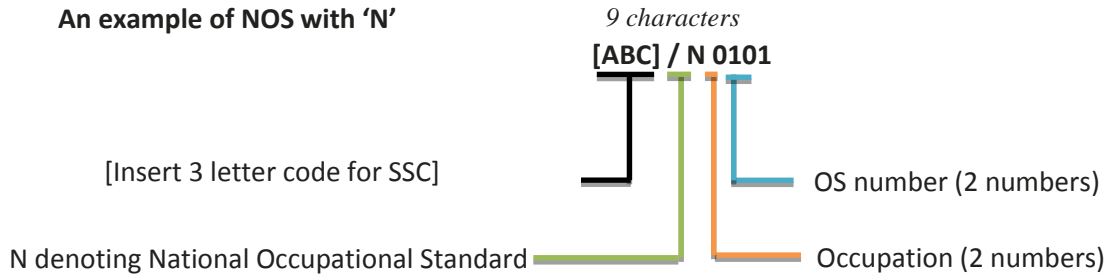 An example of NOS with ‘N’
9 characters
[ABC] / N 0101
[Insert 3 letter code for SSC]
OS number (2 numbers)
N denoting National Occupational Standard
Occupation (2 numbers)